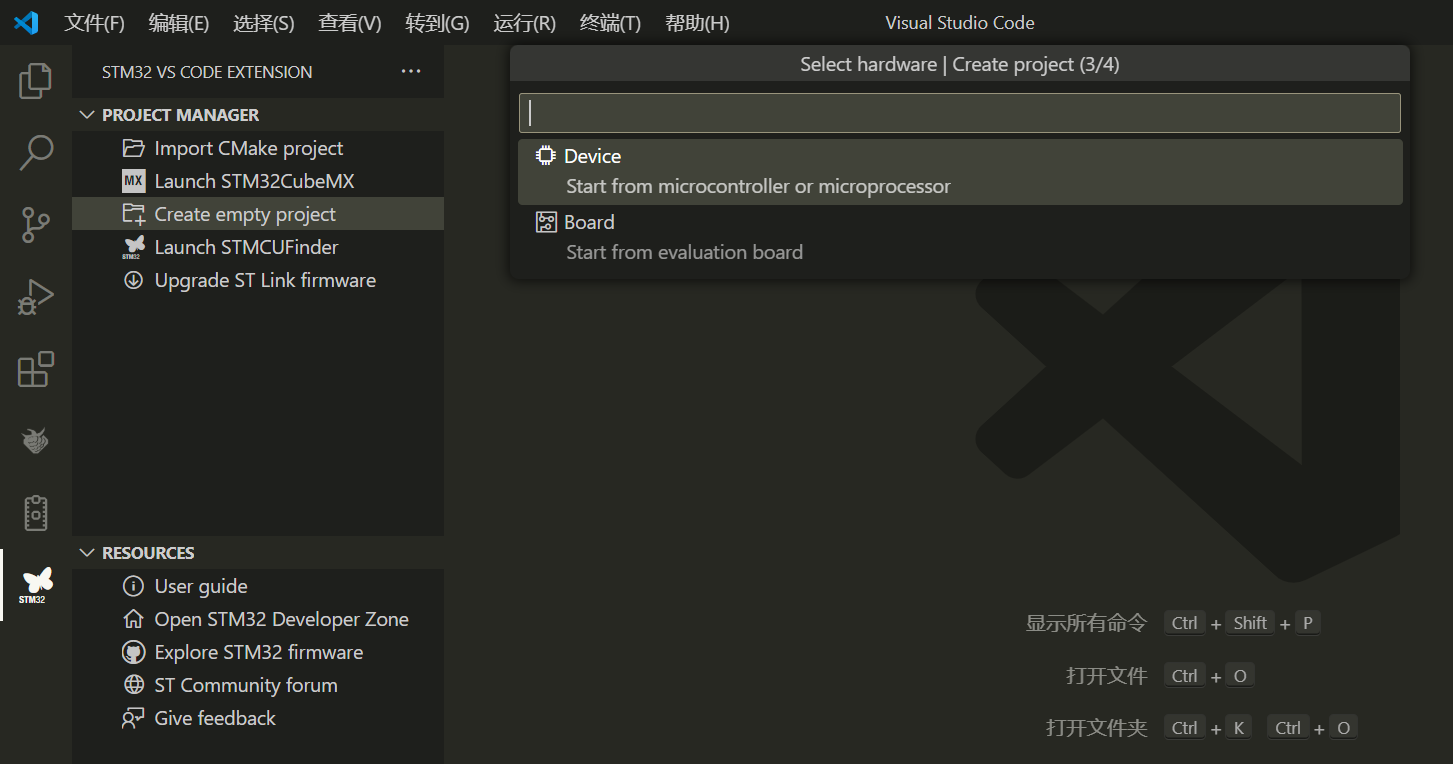 文件(F) 编辑(E) 选择(S) 查看(V) 转到(G) 运行(R) 终端(T) 帮助(H) Visual Studio Code
STM32 VS CODE EXTENSION
PROJECT MANAGER
Import CMake project
MX Launch STM32CubeMX
Create empty project
STM32 Launch STMCUFinder
Upgrade ST Link firmware
RESOURCES
User guide
Open STM32 Developer Zone
Explore STM32 firmware
ST Community forum
Give feedback
STM32
Select hardware | Create project (3/4)
Device
Start from microcontroller or microprocessor
Board
Start from evaluation board
显示所有命令 Ctrl + Shift + P
打开文件 Ctrl + O
打开文件夹 Ctrl + K Ctrl + O